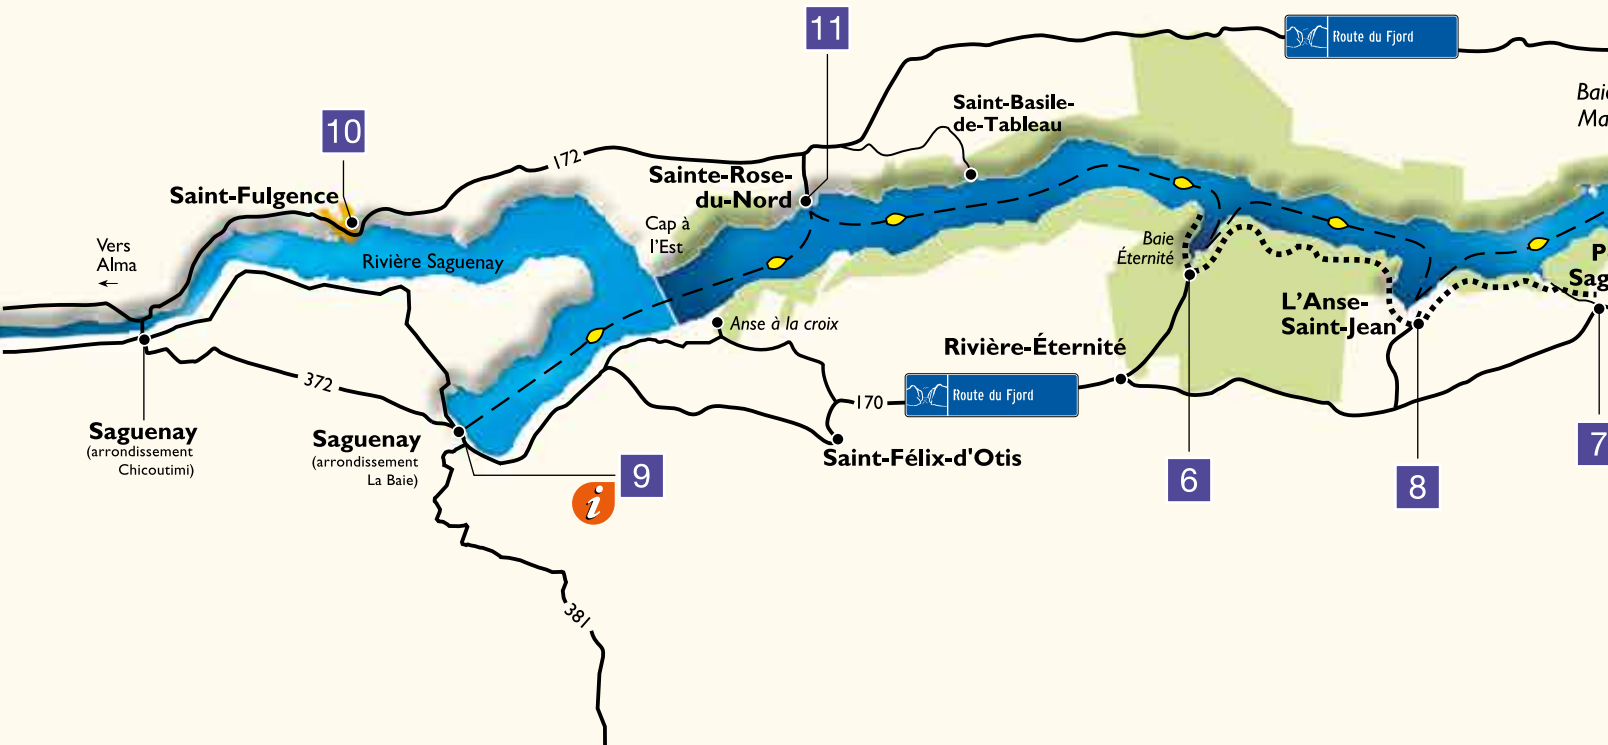 11
Route du Fjord
Baie
Ma
Saint-Basile-
de-Tableau
10
172
Sainte-Rose-
du-Nord
Saint-Fulgence
Cap à
l'Est
Vers
Alma
←
Rivière Saguenay
Baie
Éternité
P
Sag
L'Anse-
Saint-Jean
Anse à la croix
Rivière-Éternité
372
170
Route du Fjord
Saguenay
(arrondissement
Chicoutimi)
Saguenay
(arrondissement
La Baie)
Saint-Félix-d'Otis
9
i
6
8
7
381